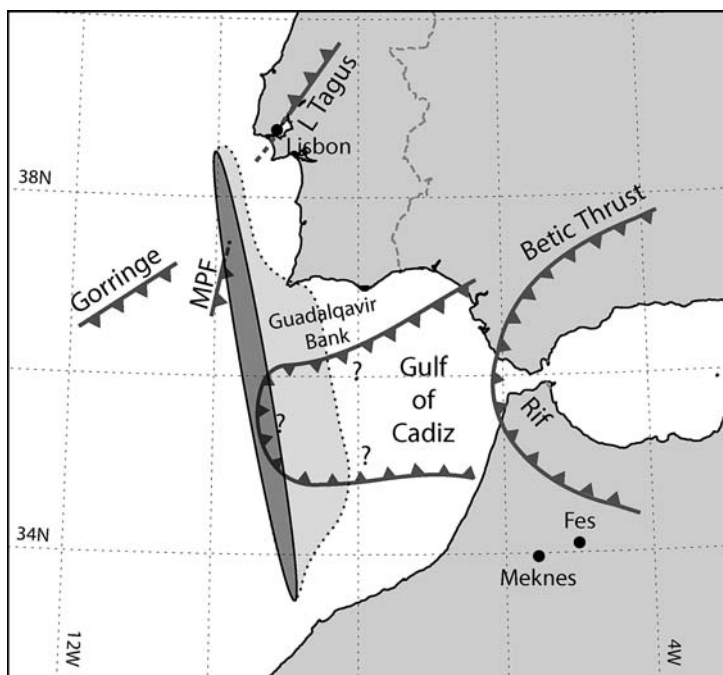 L Tagus
Lisbon
38N
Betic Thrust
Gorringe
MPF
Guadalqavir
Bank
?
Gulf
of
Cadiz
?
?
Rif
34N
Fes
Meknes
12W
4W